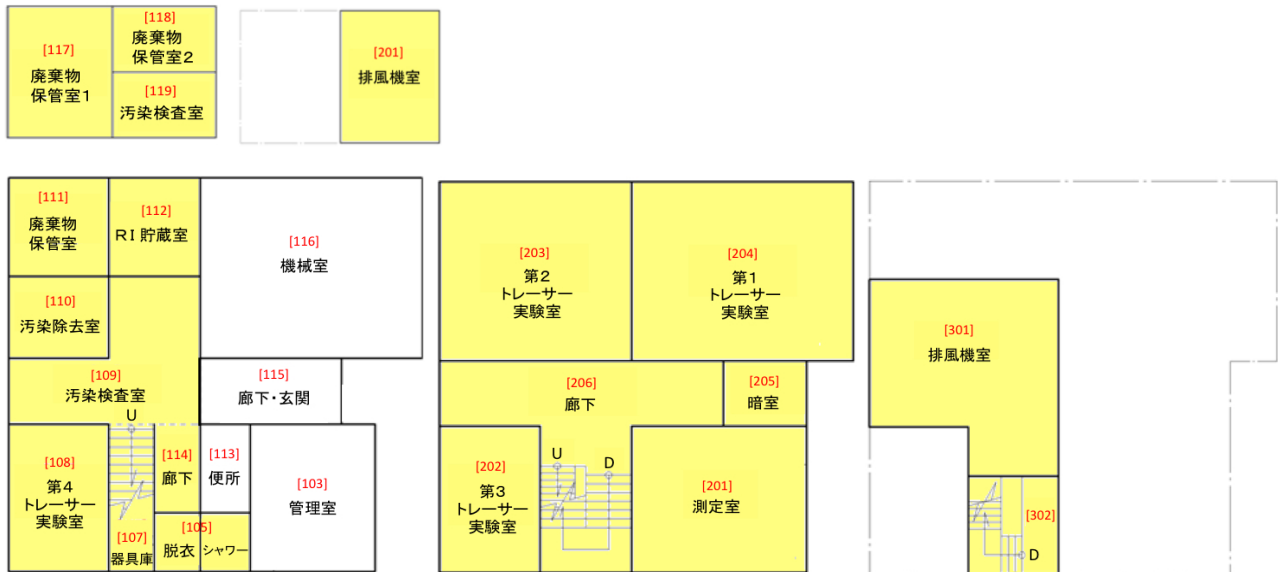 [117]
廃棄物
保管室1
[118]
廃棄物
保管室2
[119]
汚染検査室
[201]
排風機室
[111]
廃棄物
保管室
[112]
RI 貯蔵室
[116]
機械室
[110]
汚染除去室
[109]
汚染検査室
U
[115]
廊下・玄関
[108]
第4
トレーサー
実験室
[114]
廊下
[113]
便所
[103]
管理室
[107]
器具庫
[105]
脱衣
シャワー
[203]
第2
トレーサー
実験室
[204]
第1
トレーサー
実験室
[206]
廊下
[205]
暗室
[202]
第3
トレーサー
実験室
U
D
[201]
測定室
[301]
排風機室
[302]
D